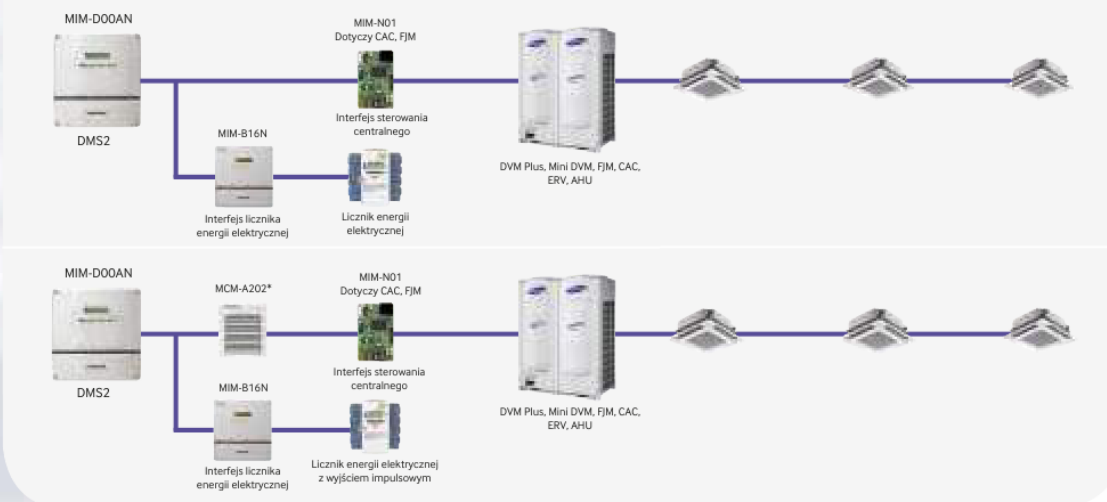 MIM-D00AN
DMS2
MIM-N01
Dotyczy CAC, FJM
Interfejs sterowania
centralnego
MIM-B16N
Interfejs licznika
energii elektrycznej
Licznik energii
elektrycznej
DVM Plus, Mini DVM, FJM, CAC,
ERV, AHU
MIM-D00AN
DMS2
MCM-A202*
MIM-N01
Dotyczy CAC, FJM
Interfejs sterowania
centralnego
MIM-B16N
Interfejs licznika
energii elektrycznej
Licznik energii elektrycznej
z wyjściem impulsowym
DVM Plus, Mini DVM, FJM, CAC,
ERV, AHU